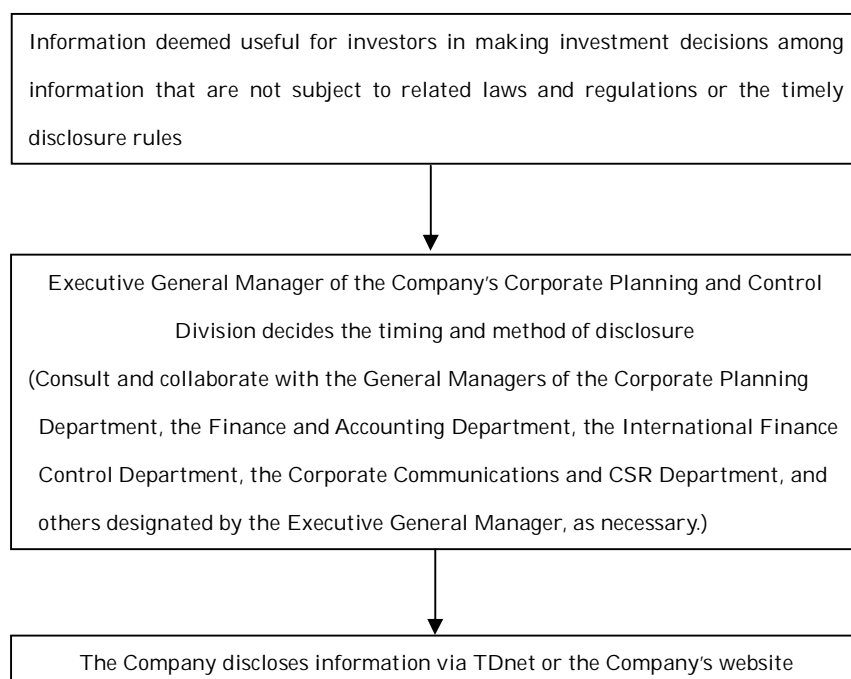 Information deemed useful for investors in making investment decisions among
information that are not subject to related laws and regulations or the timely
disclosure rules
Executive General Manager of the Company's Corporate Planning and Control
Division decides the timing and method of disclosure
(Consult and collaborate with the General Managers of the Corporate Planning
Department, the Finance and Accounting Department, the International Finance
Control Department, the Corporate Communications and CSR Department, and
others designated by the Executive General Manager, as necessary.)
The Company discloses information via TDnet or the Company's website